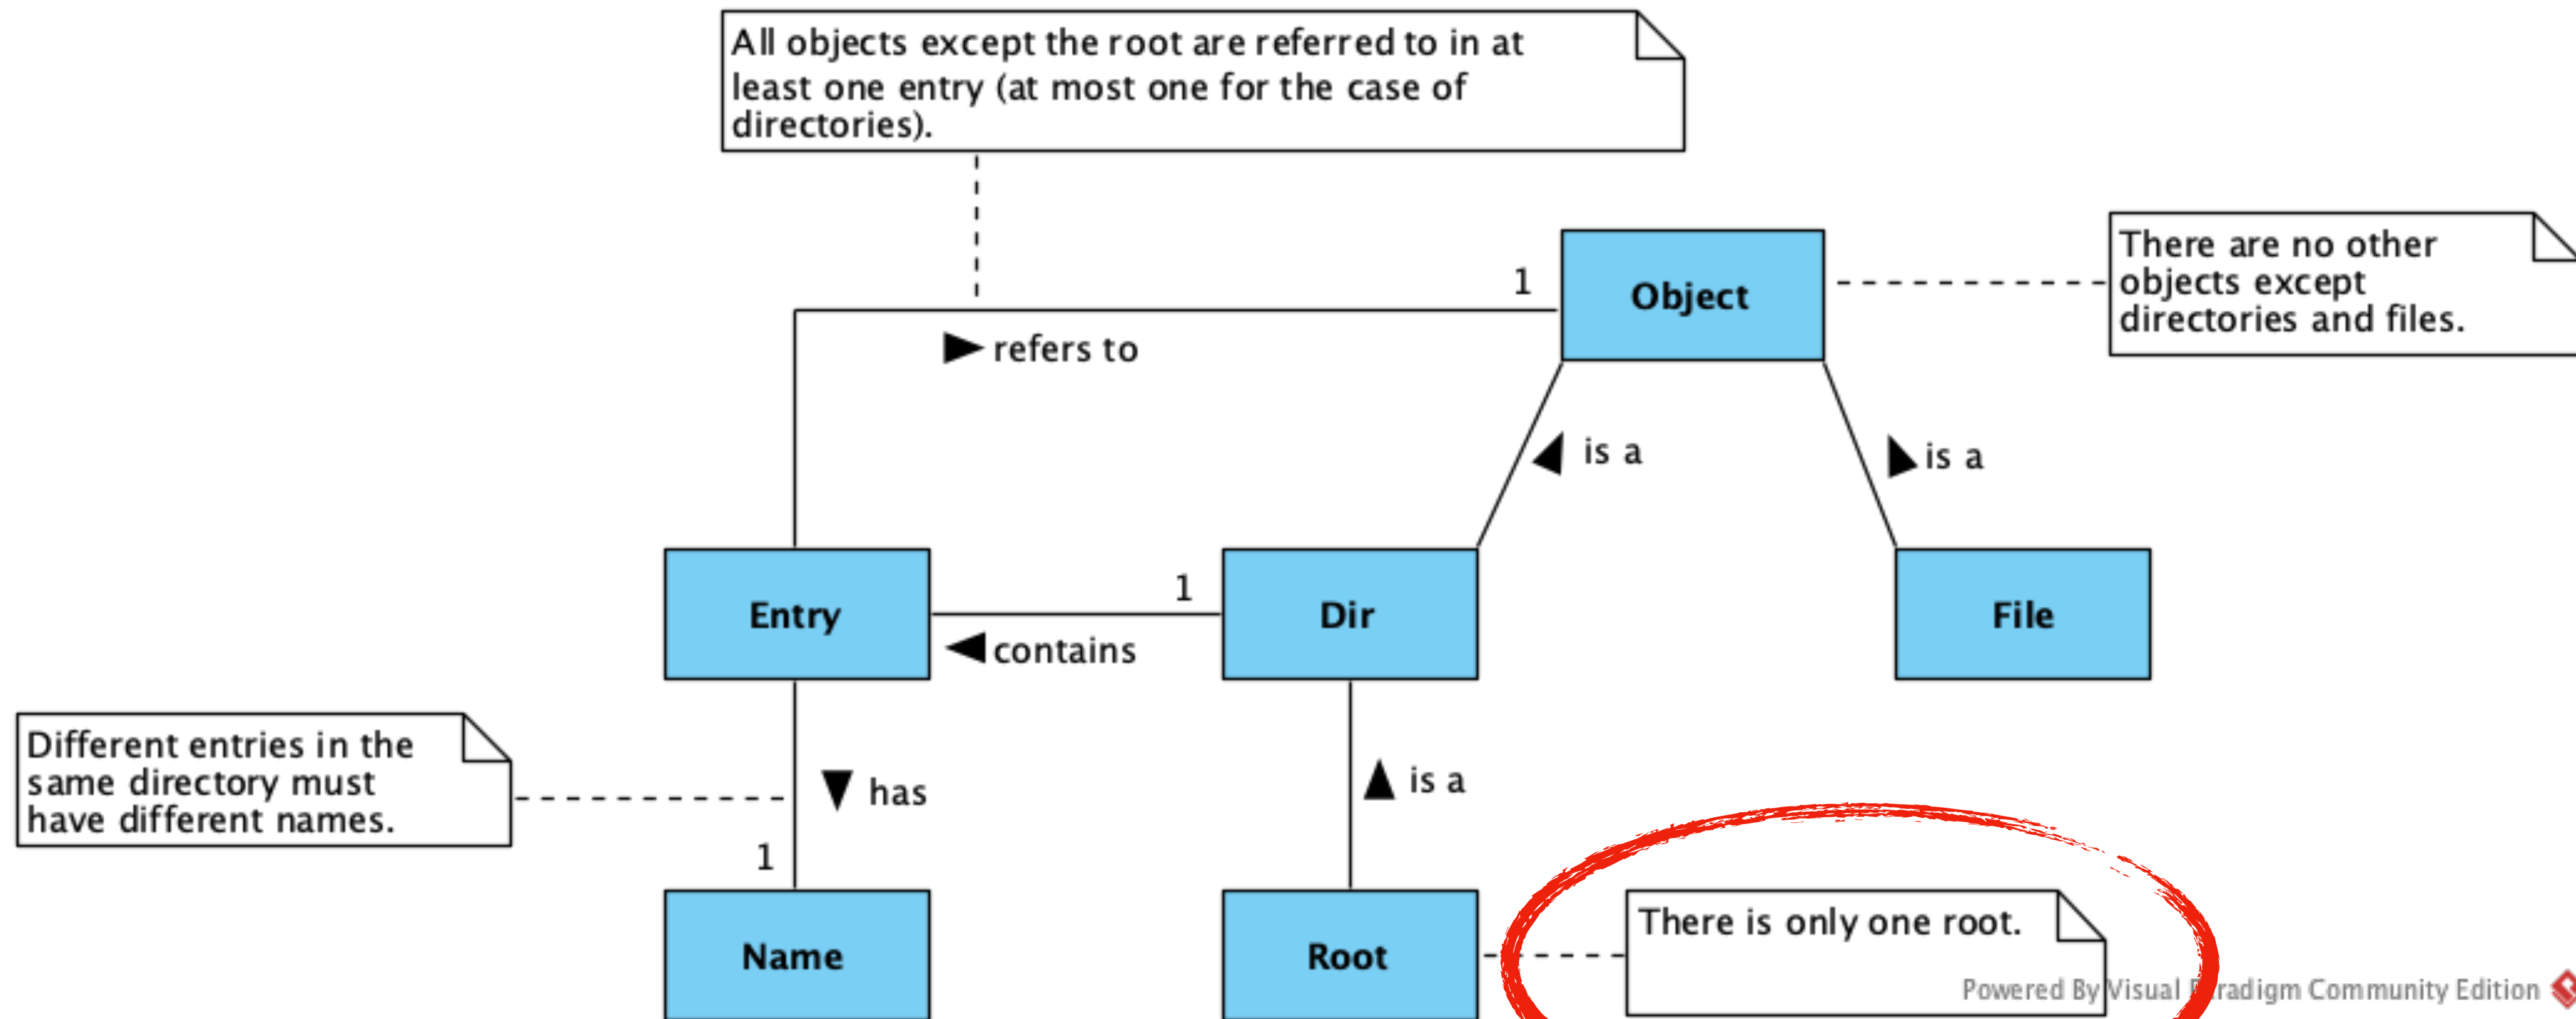 All objects except the root are referred to in at
least one entry (at most one for the case of
directories).
There are no other
objects except
directories and files.
1
Object
refers to
is a
is a
Entry
1
contains
Dir
File
Different entries in the
same directory must
have different names.
has
is a
1
Name
Root
There is only one root.
Powered By Visual Paradigm Community Edition